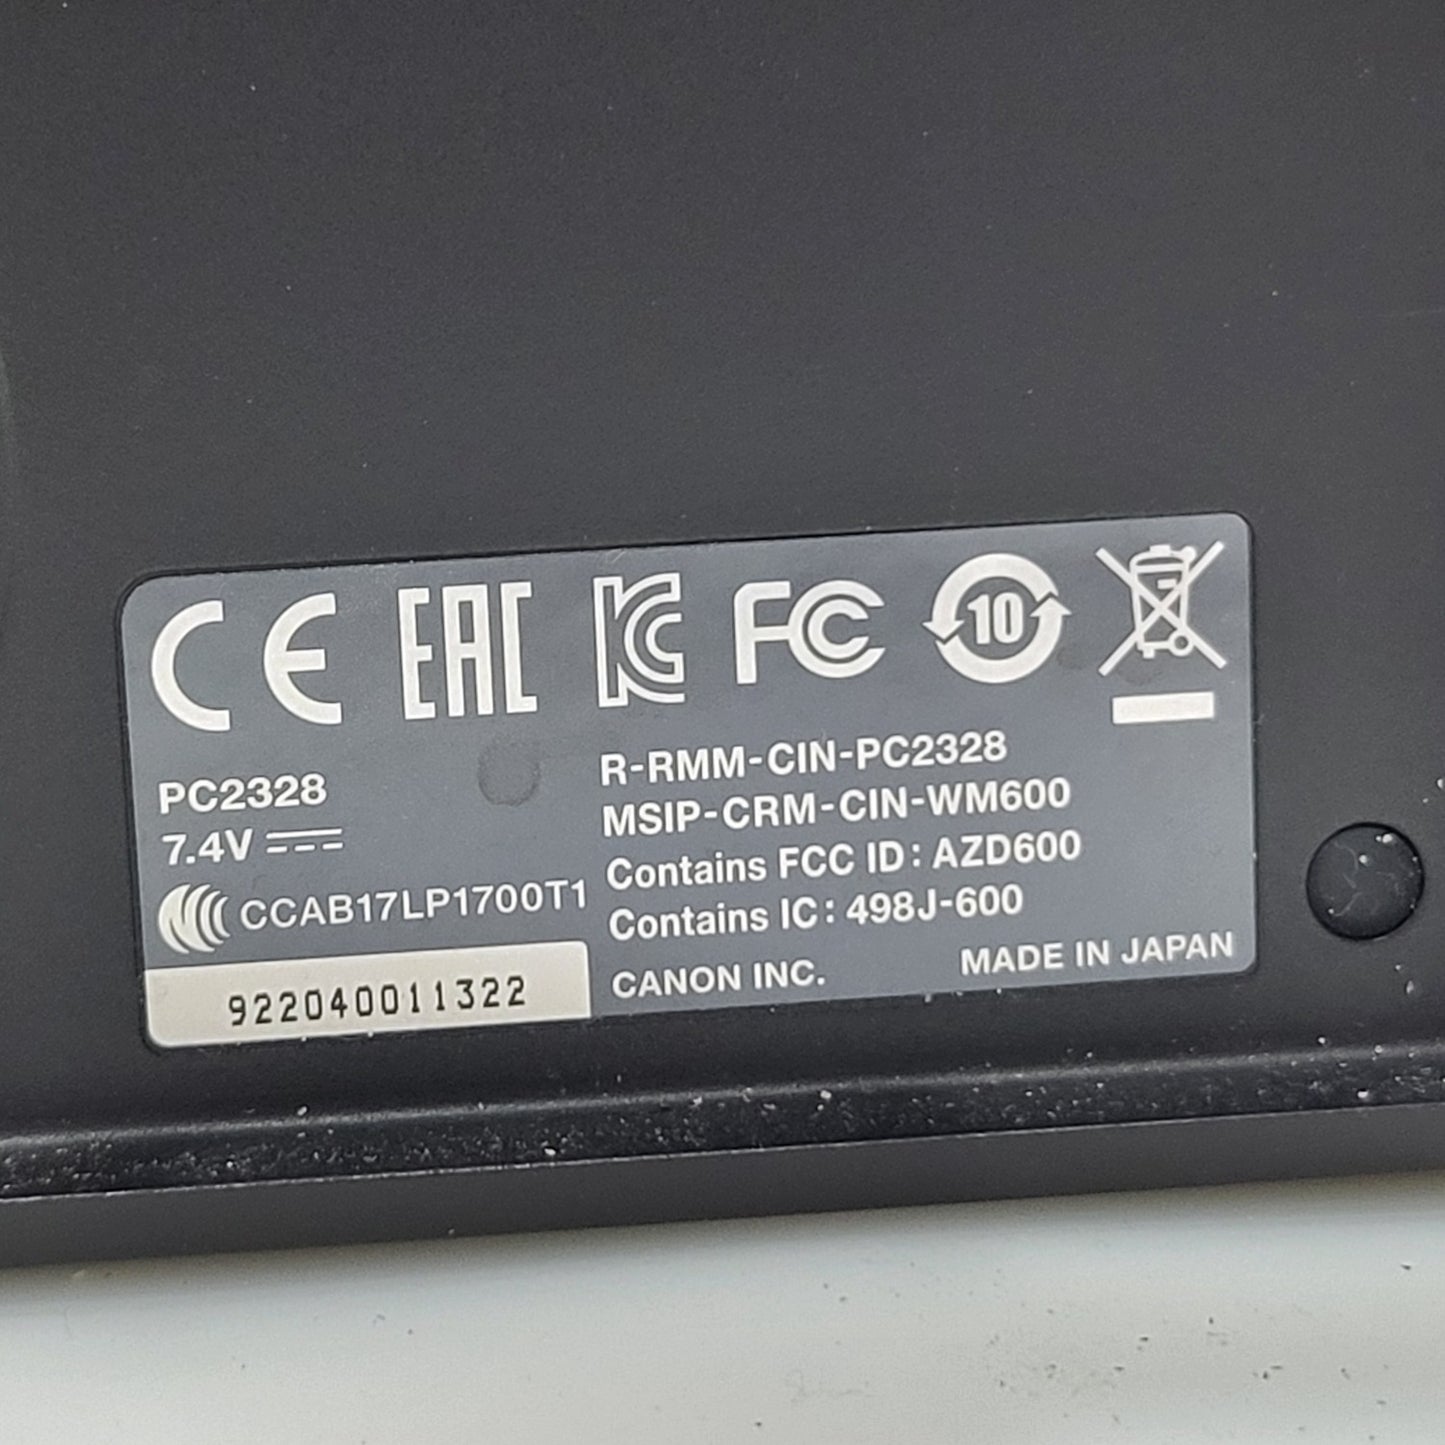 CE EAC KC FC 10
PC2328
7.4V
CCAB17LP1700T1
922040011322
R-RMM-CIN-PC2328
MSIP-CRM-CIN-WM600
Contains FCC ID: AZD600
Contains IC: 498J-600
CANON INC. MADE IN JAPAN